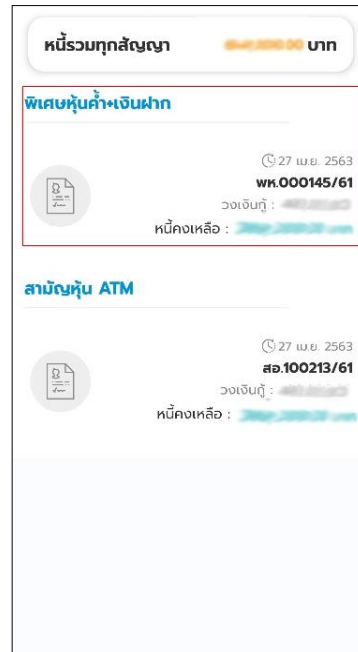 หนี้รวมทุกสัญญา บาท
พิเศษหุ้นค้ำ+เงินฝาก
27 เม.ย. 2563
พห.000145/61
วงเงินกู้ :
หนี้คงเหลือ :
สามัญหุ้น ATM
27 เม.ย. 2563
สอ.100213/61
วงเงินกู้ :
หนี้คงเหลือ :